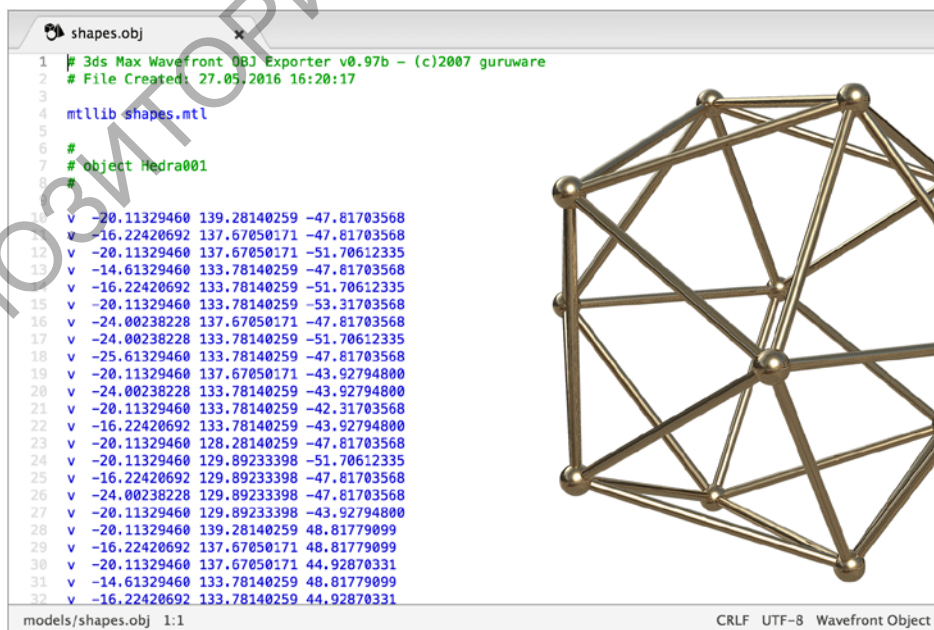 shapes.obj x
1 # 3ds Max Wavefront OBJ Exporter v0.97b – (c)2007 guruware
2 # File Created: 27.05.2016 16:20:17
3
4 mtllib shapes.mtl
5
6 #
7 # object Hedra001
8 #
9
10 v -20.11329460 139.28140259 -47.81703568
11 v -16.22420692 137.67050171 -47.81703568
12 v -20.11329460 137.67050171 -51.70612335
13 v -14.61329460 133.78140259 -47.81703568
14 v -16.22420692 133.78140259 -51.70612335
15 v -20.11329460 133.78140259 -53.31703568
16 v -24.00238228 137.67050171 -47.81703568
17 v -24.00238228 133.78140259 -51.70612335
18 v -25.61329460 133.78140259 -47.81703568
19 v -20.11329460 137.67050171 -43.92794800
20 v -24.00238228 133.78140259 -43.92794800
21 v -20.11329460 133.78140259 -42.31703568
22 v -16.22420692 133.78140259 -43.92794800
23 v -20.11329460 128.28140259 -47.81703568
24 v -20.11329460 129.89233398 -51.70612335
25 v -16.22420692 129.89233398 -47.81703568
26 v -24.00238228 129.89233398 -47.81703568
27 v -20.11329460 129.89233398 -43.92794800
28 v -20.11329460 139.28140259 48.81779099
29 v -16.22420692 137.67050171 48.81779099
30 v -20.11329460 137.67050171 44.92870331
31 v -14.61329460 133.78140259 48.81779099
32 v -16.22420692 133.78140259 44.92870331
models/shapes.obj 1:1 CRLF UTF-8 Wavefront Object